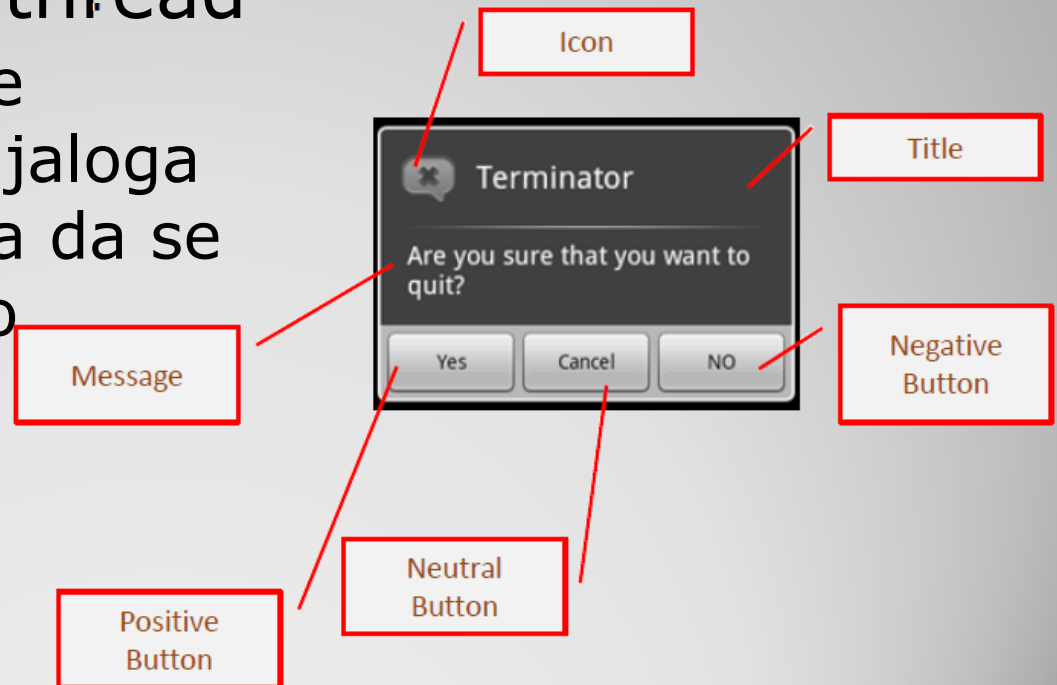 thread
e
jaloga
a da se
Icon
Title
Terminator
Are you sure that you want to
quit?
Yes
Cancel
NO
Message
Negative
Button
Neutral
Button
Positive
Button